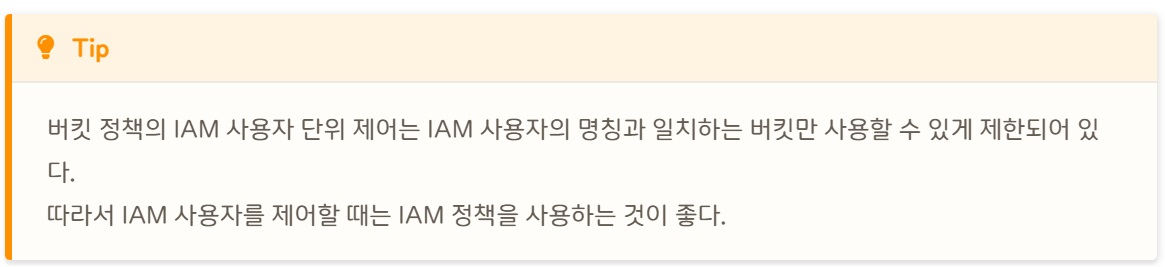 Tip
버킷 정책의 IAM 사용자 단위 제어는 IAM 사용자의 명칭과 일치하는 버킷만 사용할 수 있게 제한되어 있
다.
따라서 IAM 사용자를 제어할 때는 IAM 정책을 사용하는 것이 좋다.